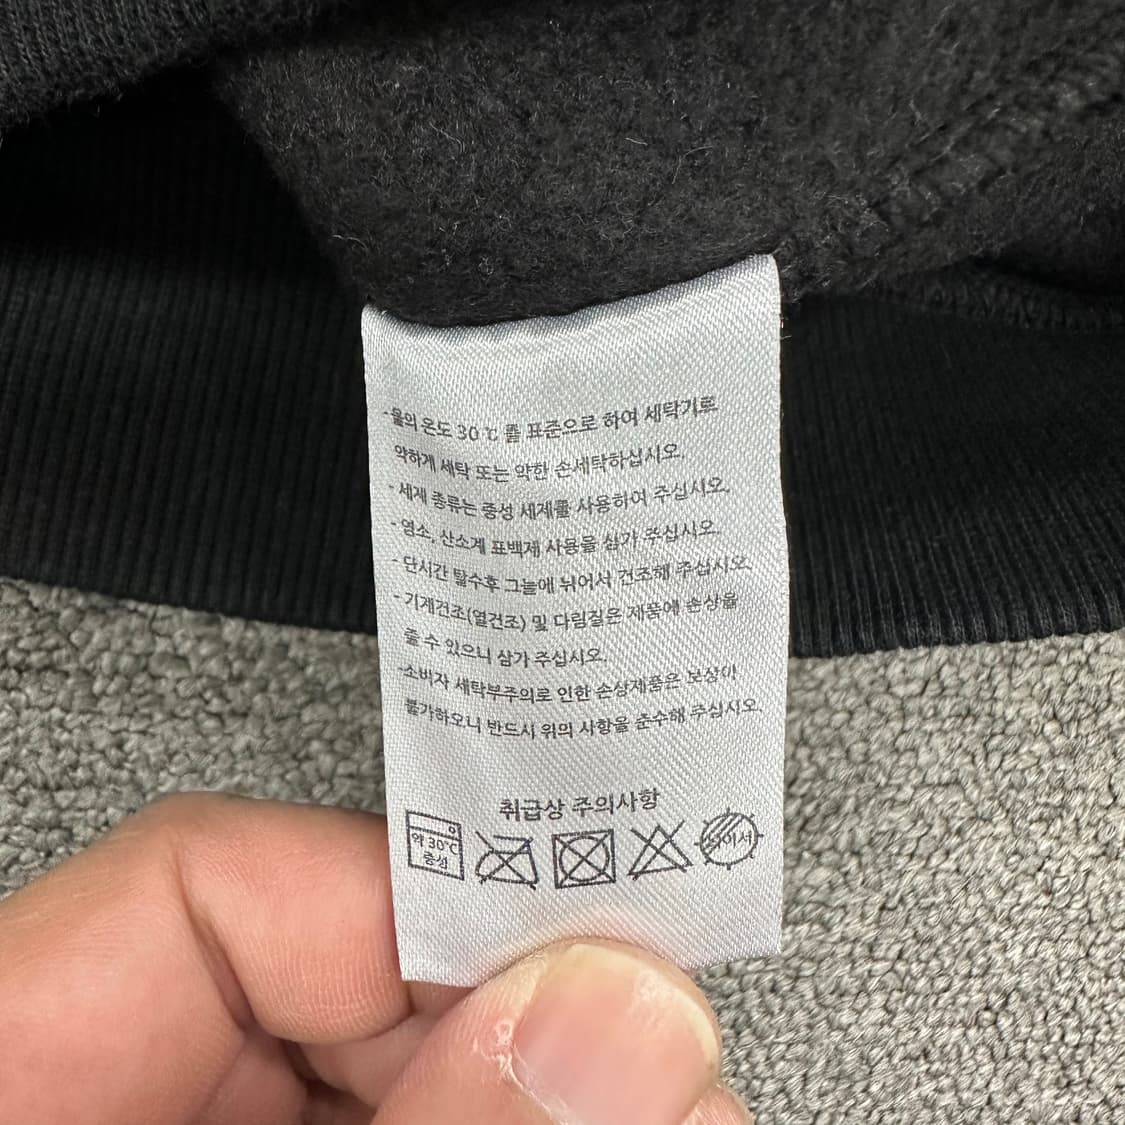 -물의 온도 30℃ 를 표준으로 하여 세탁기로
약하게 세탁 또는 약한 손세탁하십시오.
- 세재 종류는 중성 세제를 사용하여 주십시오.
- 염소, 산소계 표백제 사용을 삼가 주십시오.
- 단시간 탈수후 그늘에 뉘어서 건조해 주십시오.
- 기계건조(열건조) 및 다림질은 제품에 손상을
줄 수 있으니 삼가 주십시오.
-소비자 세탁부주의로 인한 손상제품은 보상이
불가하오니 반드시 위의 사항을 준수해 주십시오.
취급상 주의사항
약 30℃
중성
뉘어서